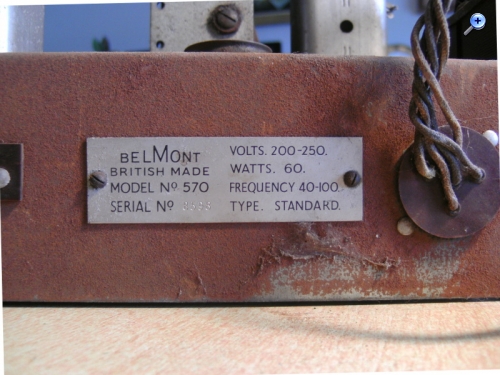 BELMONT
BRITISH MADE
MODEL No 570
SERIAL No
VOLTS. 200-250.
WATTS. 60.
FREQUENCY 40-100.
TYPE. STANDARD.